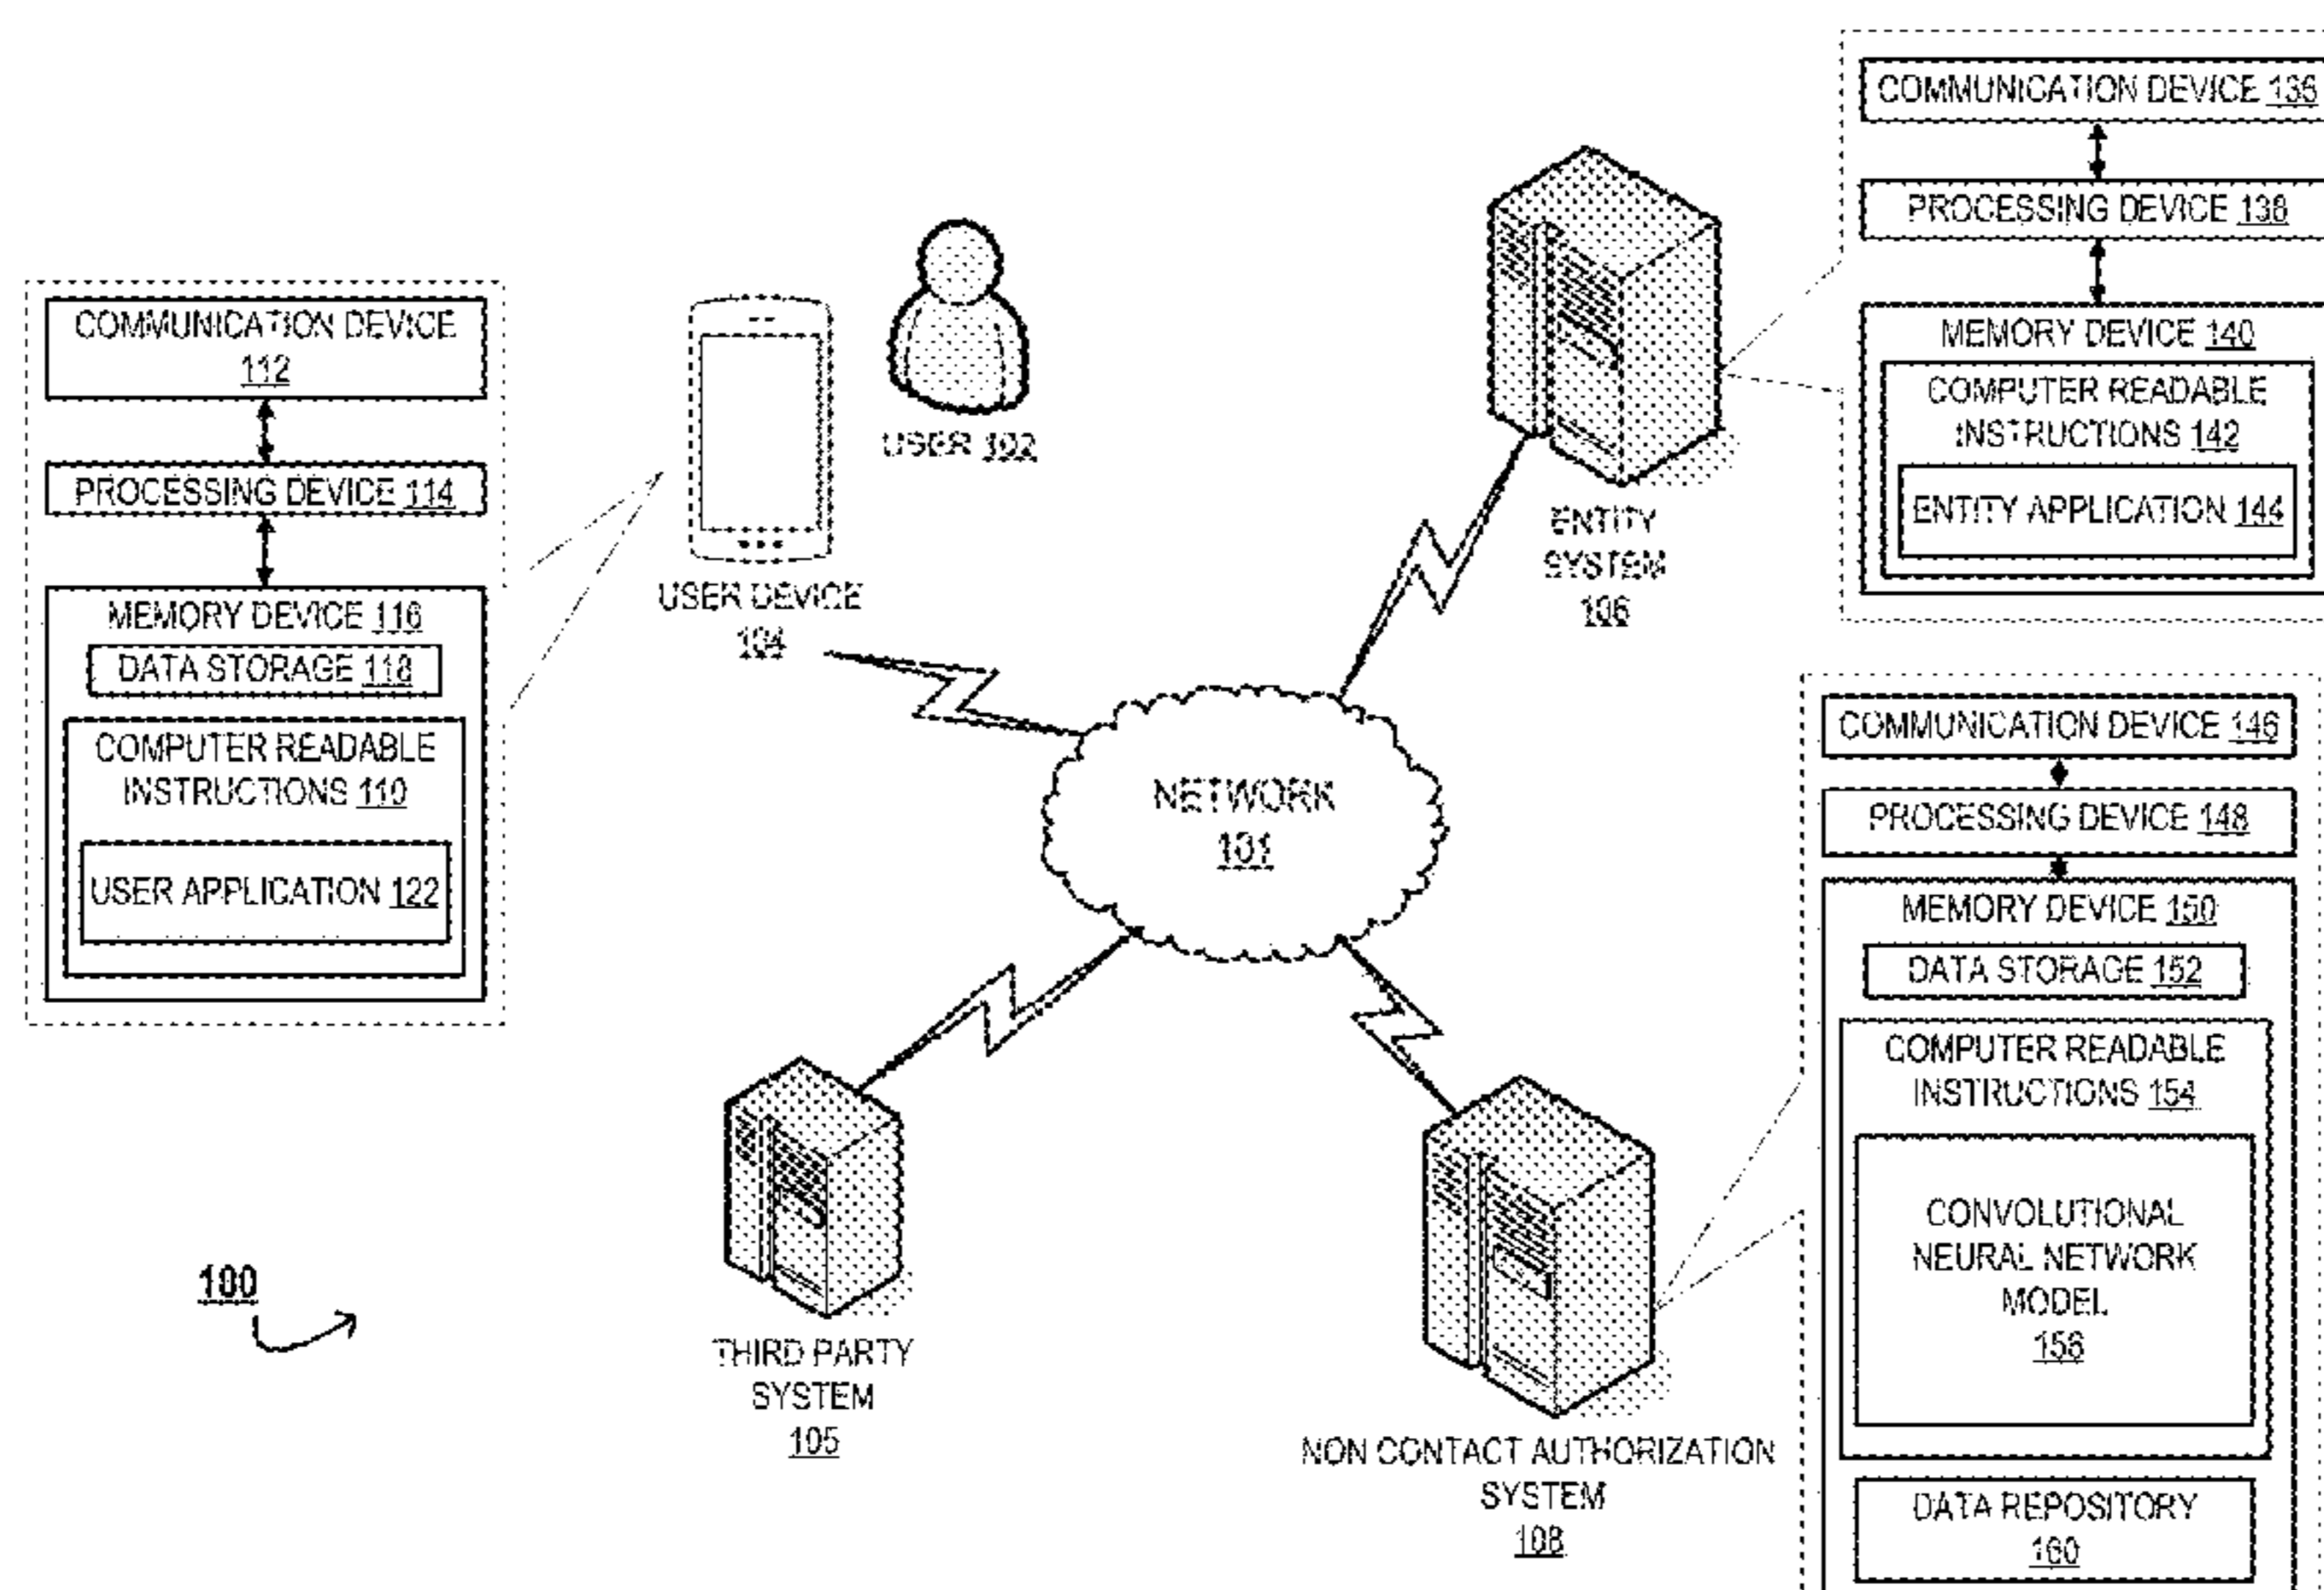 COMMUNICATION DEVICE
112
PROCESSING DEVICE 114
MEMORY DEVICE 116
DATA STORAGE 118
COMPUTER READABLE
INSTRUCTIONS 110
USER APPLICATION 122
USER 102
USER DEVICE
104
ENTITY
SYSTEM
106
COMMUNICATION DEVICE 136
PROCESSING DEVICE 138
MEMORY DEVICE 140
COMPUTER READABLE
INSTRUCTIONS 142
ENTITY APPLICATION 144
NETWORK
101
COMMUNICATION DEVICE 146
PROCESSING DEVICE 148
MEMORY DEVICE 150
DATA STORAGE 152
COMPUTER READABLE
INSTRUCTIONS 154
CONVOLUTIONAL
NEURAL NETWORK
MODEL
156
DATA REPOSITORY
160
100
THIRD PARTY
SYSTEM
105
NON CONTACT AUTHORIZATION
SYSTEM
108